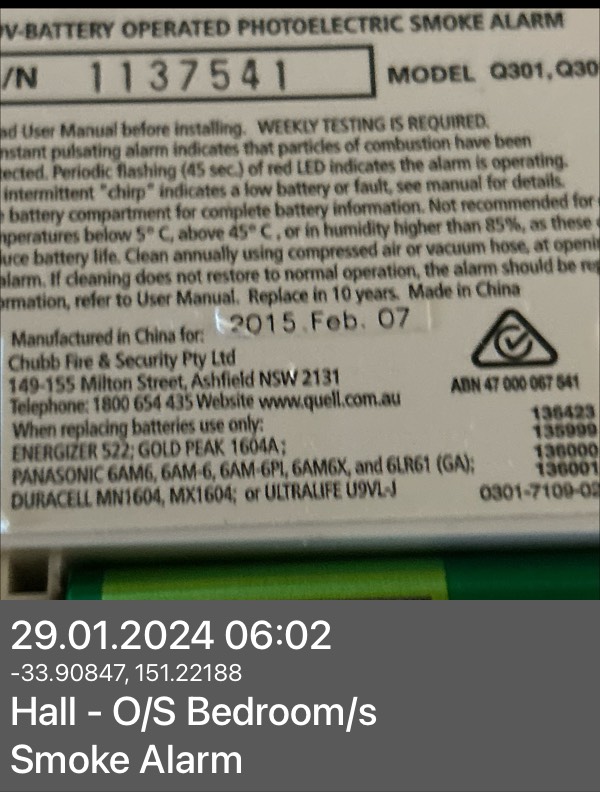 V-BATTERY OPERATED PHOTOELECTRIC SMOKE ALARM
/N 1137541 MODEL Q301, Q30
ad User Manual before installing. WEEKLY TESTING IS REQUIRED.
nstant pulsating alarm indicates that particles of combustion have been
ected. Periodic flashing (45 sec.) of red LED indicates the alarm is operating.
intermittent "chirp" indicates a low battery or fault, see manual for details.
battery compartment for complete battery information. Not recommended for
peratures below 5° C, above 45° C, or in humidity higher than 85%, as these
uce battery life. Clean annually using compressed air or vacuum hose, at openi
alarm. If cleaning does not restore to normal operation, the alarm should be rep
ormation, refer to User Manual. Replace in 10 years. Made in China
2015.Feb. 07
Manufactured in China for:
Chubb Fire & Security Pty Ltd
149-155 Milton Street, Ashfield NSW 2131
Telephone: 1800 654 435 Website www.quell.com.au
When replacing batteries use only:
ENERGIZER 522; GOLD PEAK 1604A;
PANASONIC 6AM6, 6AM-6, 6AM-6PI, 6AM6X, and 6LR61 (GA);
DURACELL MN1604, MX1604; or ULTRALIFE U9VL-J
ABN 47 000 067 541
136423
135999
136000
136001
0301-7109-02
29.01.2024 06:02
-33.90847, 151.22188
Hall - O/S Bedroom/s
Smoke Alarm